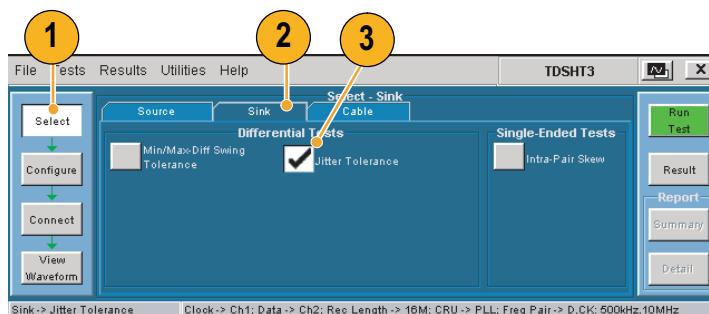 1
2
3
File Tests Results Utilities Help
TDSHT3
X
Select - Sink
Select
Source
Sink
Cable
Run
Test
Differential Tests
Single-Ended Tests
Min/Max-Diff Swing
Tolerance
Jitter Tolerance
Intra-Pair Skew
Configure
Result
Report
Connect
Summary
View
Waveform
Detail
Sink -> Jitter Tolerance
Clock -> Ch1; Data -> Ch2; Rec Length -> 16M; CRU -> PLL; Freq Pair -> D,CK: 500kHz,10MHz